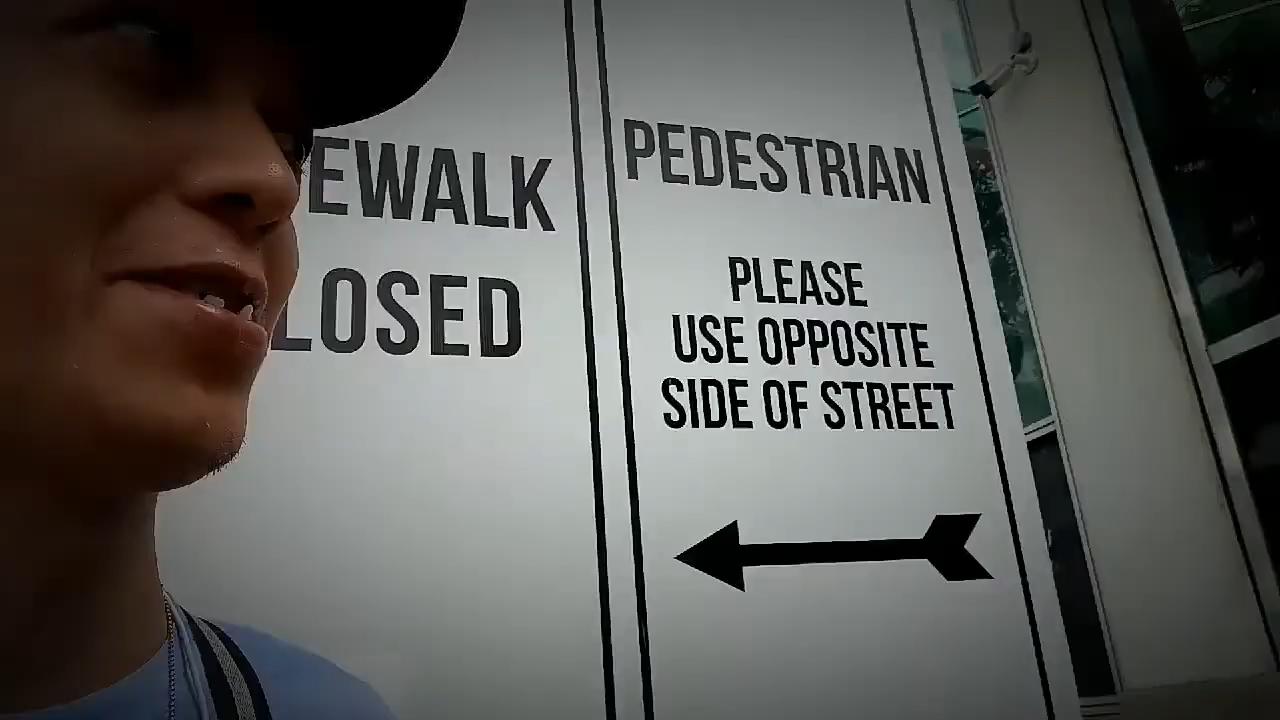 EWALK
LOSED
PEDESTRIAN
PLEASE
USE OPPOSITE
SIDE OF STREET